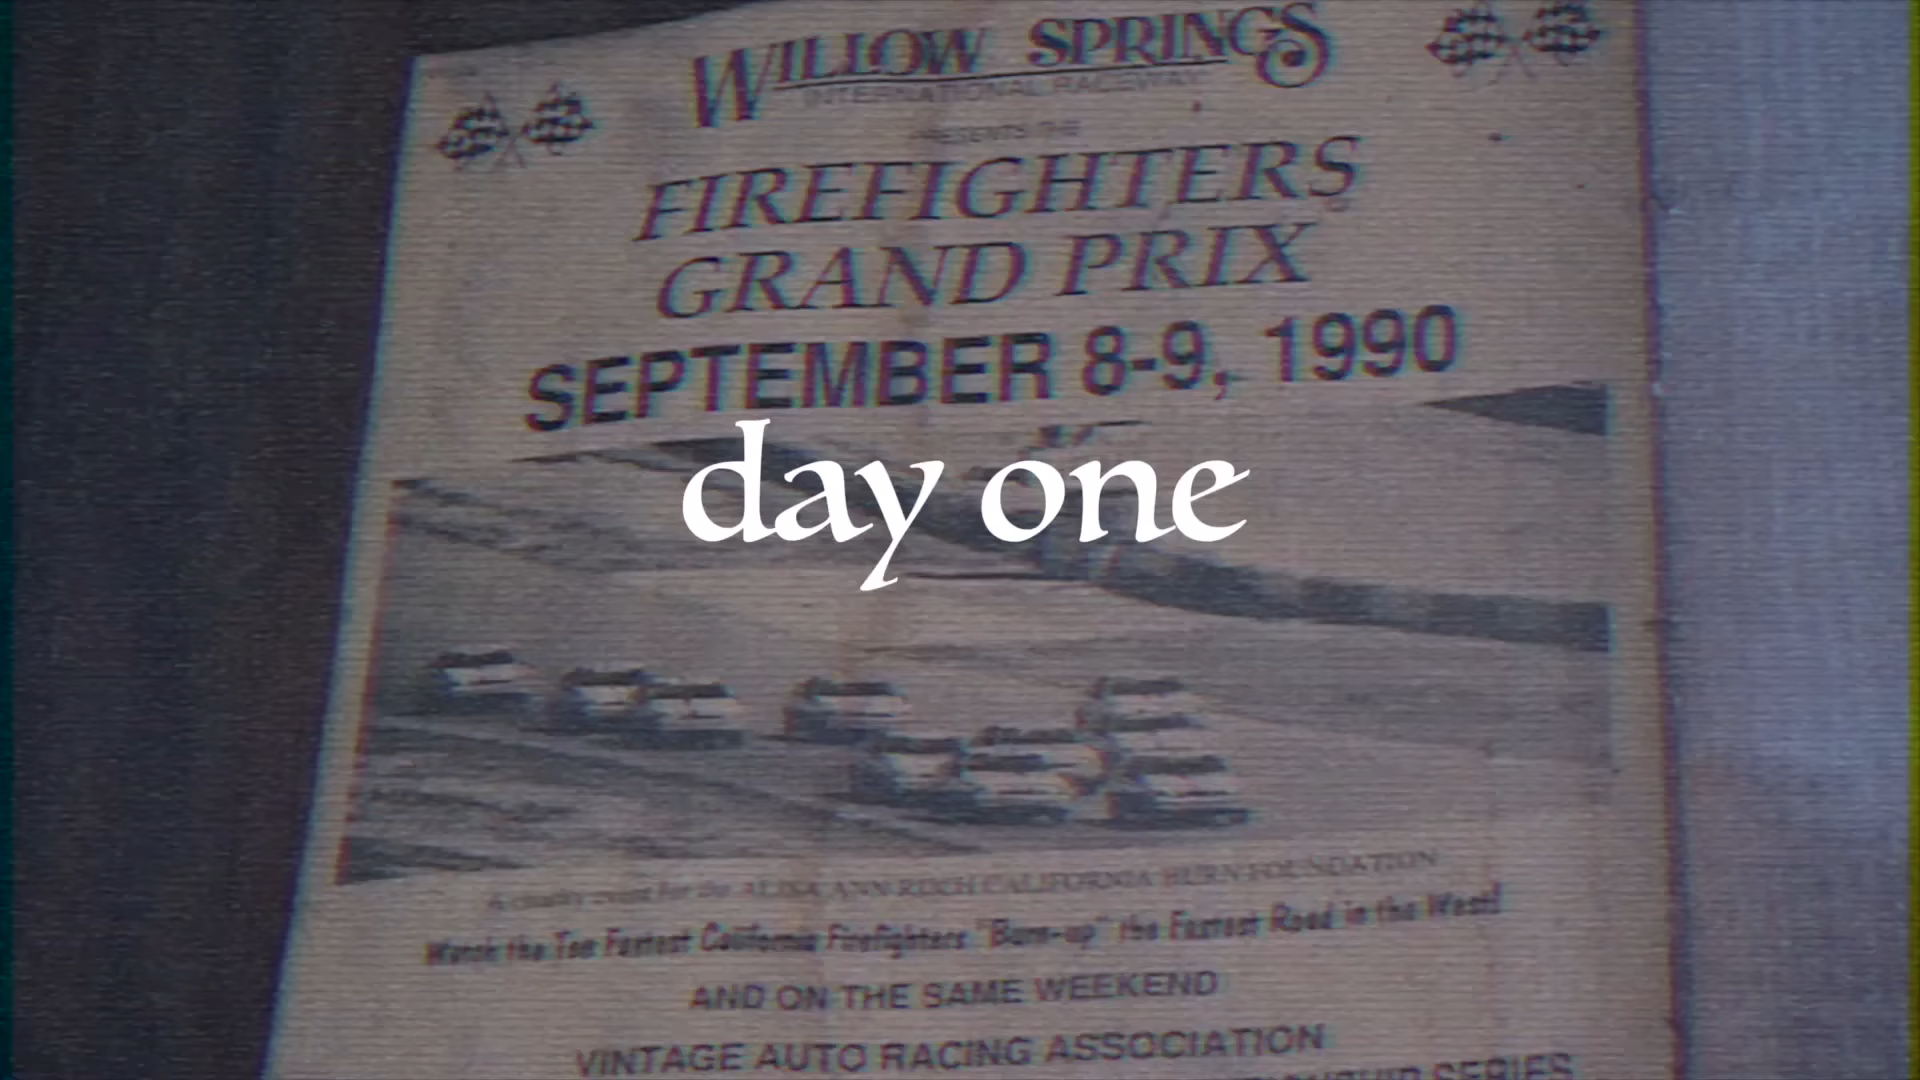 WILLOW SPRINGS
INTERNATIONAL RACEWAY
PRESENTS THE
FIREFIGHTERS
GRAND PRIX
SEPTEMBER 8-9, 1990
day one
A charity event for the ALISA ANN RUCH CALIFORNIA BURN FOUNDATION
Watch the Ten Fastest California Firefighters "Burn-up" the Fastest Road in the West!
AND ON THE SAME WEEKEND
VINTAGE AUTO RACING ASSOCIATION
SERIES